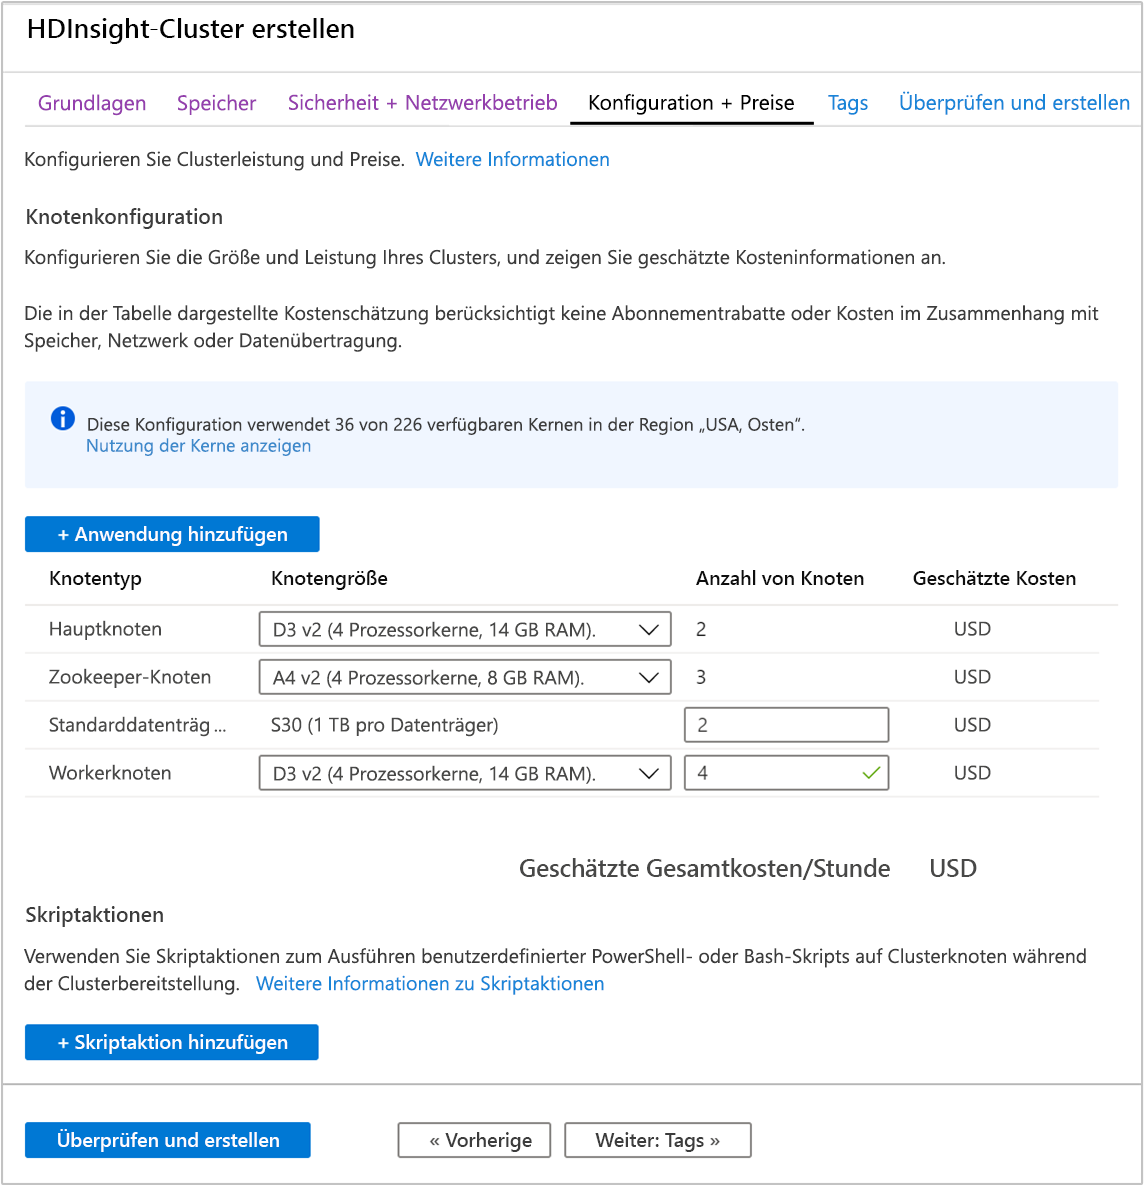 HDInsight-Cluster erstellen
Grundlagen Speicher Sicherheit + Netzwerkbetrieb Konfiguration + Preise Tags Überprüfen und erstellen
Konfigurieren Sie Clusterleistung und Preise. Weitere Informationen
Knotenkonfiguration
Konfigurieren Sie die Größe und Leistung Ihres Clusters, und zeigen Sie geschätzte Kosteninformationen an.
Die in der Tabelle dargestellte Kostenschätzung berücksichtigt keine Abonnementrabatte oder Kosten im Zusammenhang mit
Speicher, Netzwerk oder Datenübertragung.
Diese Konfiguration verwendet 36 von 226 verfügbaren Kernen in der Region „USA, Osten“.
Nutzung der Kerne anzeigen
+ Anwendung hinzufügen
Knotentyp Knotengröße Anzahl von Knoten Geschätzte Kosten
Hauptknoten D3 v2 (4 Prozessorkerne, 14 GB RAM). 2 USD
Zookeeper-Knoten A4 v2 (4 Prozessorkerne, 8 GB RAM). 3 USD
Standarddatenträg ... S30 (1 TB pro Datenträger) 2 USD
Workerknoten D3 v2 (4 Prozessorkerne, 14 GB RAM). 4 USD
Geschätzte Gesamtkosten/Stunde USD
Skriptaktionen
Verwenden Sie Skriptaktionen zum Ausführen benutzerdefinierter PowerShell- oder Bash-Skripts auf Clusterknoten während
der Clusterbereitstellung. Weitere Informationen zu Skriptaktionen
+ Skriptaktion hinzufügen
Überprüfen und erstellen « Vorherige Weiter: Tags »